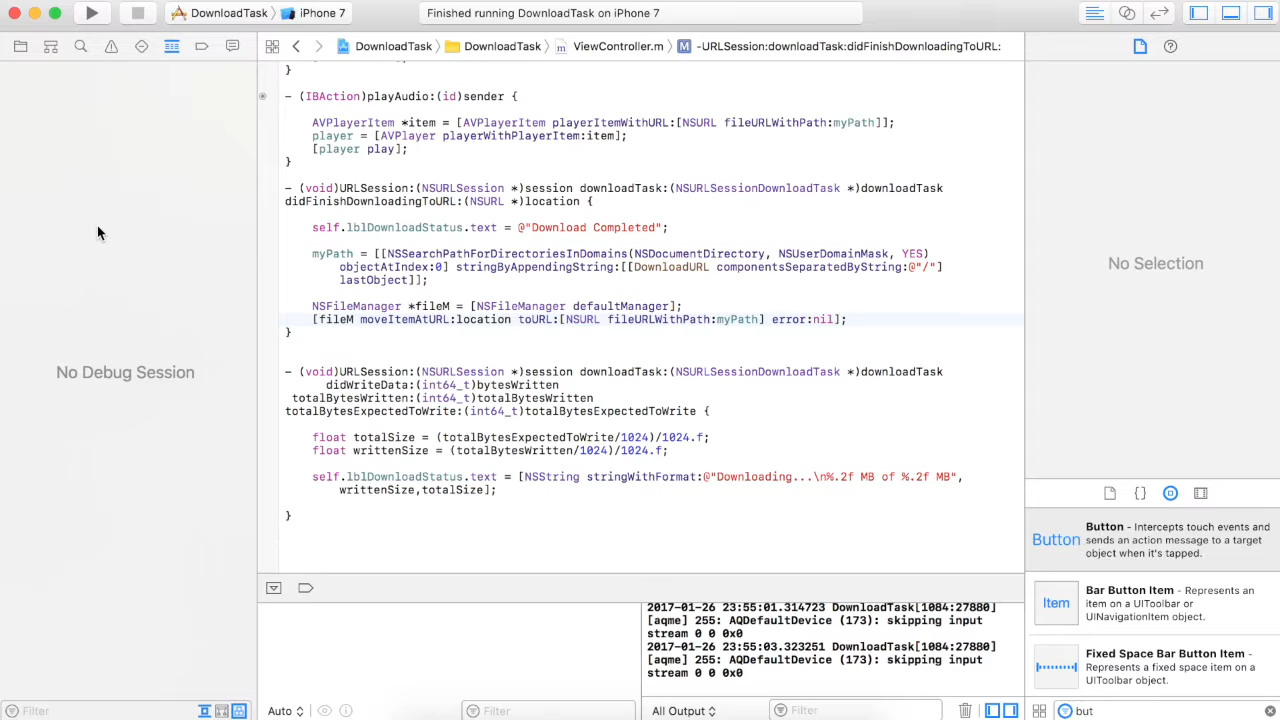 DownloadTask
iPhone 7
Finished running DownloadTask on iPhone 7
DownloadTask
DownloadTask
m
ViewController.m
M
-URLSession:downloadTask:didFinishDownloadingToURL:
}
- (IBAction)playAudio:(id)sender {
AVPlayerItem *item = [AVPlayerItem playerItemWithURL:[NSURL fileURLWithPath:myPath]];
player = [AVPlayer playerWithPlayerItem:item];
[player play];
}
- (void)URLSession:(NSURLSession *)session downloadTask:(NSURLSessionDownloadTask *)downloadTask
didFinishDownloadingToURL:(NSURL *)location {
self.lblDownloadStatus.text = @"Download Completed";
myPath = [[NSSearchPathForDirectoriesInDomains(NSDocumentDirectory, NSUserDomainMask, YES)
objectAtIndex:0] stringByAppendingString:[[DownloadURL componentsSeparatedByString:@"/"]
lastObject]];
NSFileManager *fileM = [NSFileManager defaultManager];
[fileM moveItemAtURL:location toURL:[NSURL fileURLWithPath:myPath] error:nil];
}
- (void)URLSession:(NSURLSession *)session downloadTask:(NSURLSessionDownloadTask *)downloadTask
didWriteData:(int64_t)bytesWritten
totalBytesWritten:(int64_t)totalBytesWritten
totalBytesExpectedToWrite:(int64_t)totalBytesExpectedToWrite {
float totalSize = (totalBytesExpectedToWrite/1024)/1024.f;
float writtenSize = (totalBytesWritten/1024)/1024.f;
self.lblDownloadStatus.text = [NSString stringWithFormat:@"Downloading...\n%.2f MB of %.2f MB",
writtenSize,totalSize];
}
No Debug Session
No Selection
Button
Button - Intercepts touch events and
sends an action message to a target
object when it's tapped.
Item
Bar Button Item - Represents an
item on a UIToolbar or
UINavigationItem object.
Fixed Space Bar Button Item -
Represents a fixed space item on a
UIToolbar object.
2017-01-26 23:55:01.314723 DownloadTask[1084:27880]
[aqme] 255: AQDefaultDevice (173): skipping input
stream 0 0 0x0
2017-01-26 23:55:03.323251 DownloadTask[1084:27880]
[aqme] 255: AQDefaultDevice (173): skipping input
stream 0 0 0x0
Filter
Auto
Filter
All Output
Filter
but